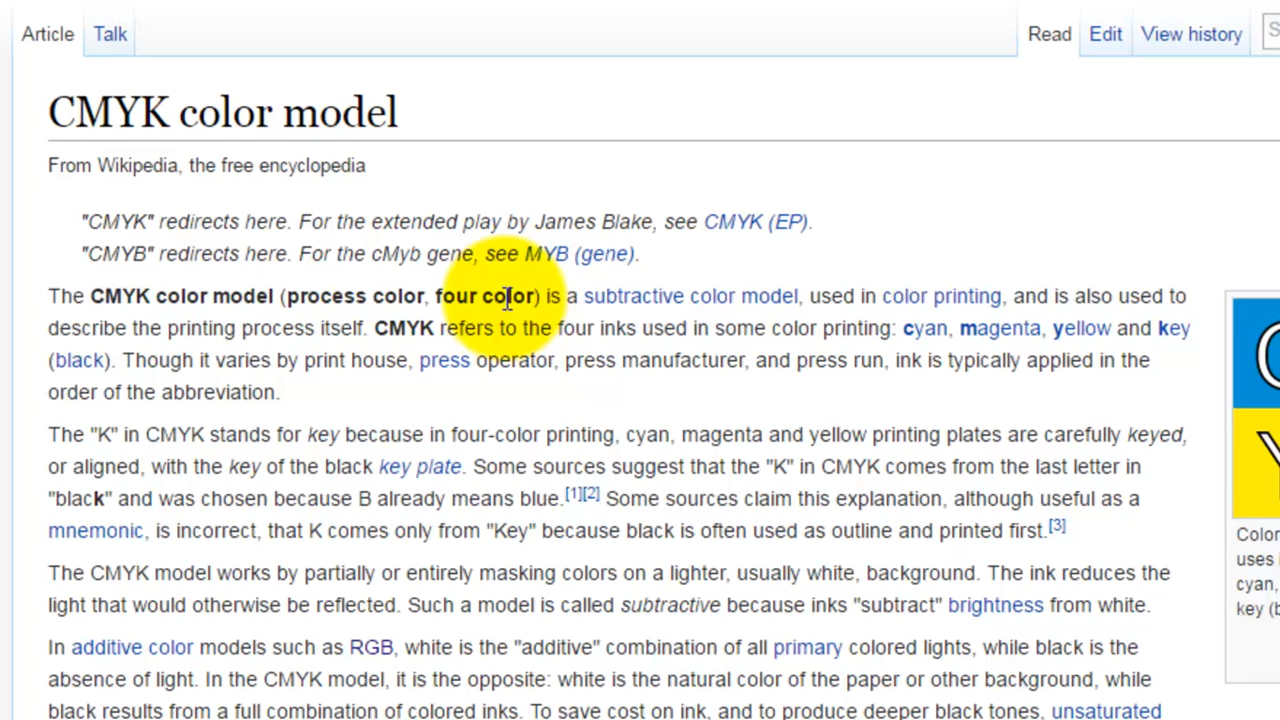 Article Talk Read Edit View history S
CMYK color model
From Wikipedia, the free encyclopedia
"CMYK" redirects here. For the extended play by James Blake, see CMYK (EP).
"CMYB" redirects here. For the cMyb gene, see MYB (gene).
The CMYK color model (process color, four color) is a subtractive color model, used in color printing, and is also used to
describe the printing process itself. CMYK refers to the four inks used in some color printing: cyan, magenta, yellow and key
(black). Though it varies by print house, press operator, press manufacturer, and press run, ink is typically applied in the
order of the abbreviation.
The "K" in CMYK stands for key because in four-color printing, cyan, magenta and yellow printing plates are carefully keyed,
or aligned, with the key of the black key plate. Some sources suggest that the "K" in CMYK comes from the last letter in
"black" and was chosen because B already means blue.[1][2] Some sources claim this explanation, although useful as a
mnemonic, is incorrect, that K comes only from "Key" because black is often used as outline and printed first.[3]
The CMYK model works by partially or entirely masking colors on a lighter, usually white, background. The ink reduces the
light that would otherwise be reflected. Such a model is called subtractive because inks "subtract" brightness from white.
In additive color models such as RGB, white is the "additive" combination of all primary colored lights, while black is the
absence of light. In the CMYK model, it is the opposite: white is the natural color of the paper or other background, while
black results from a full combination of colored inks. To save cost on ink, and to produce deeper black tones, unsaturated
C
Y
Color
uses
cyan,
key (b